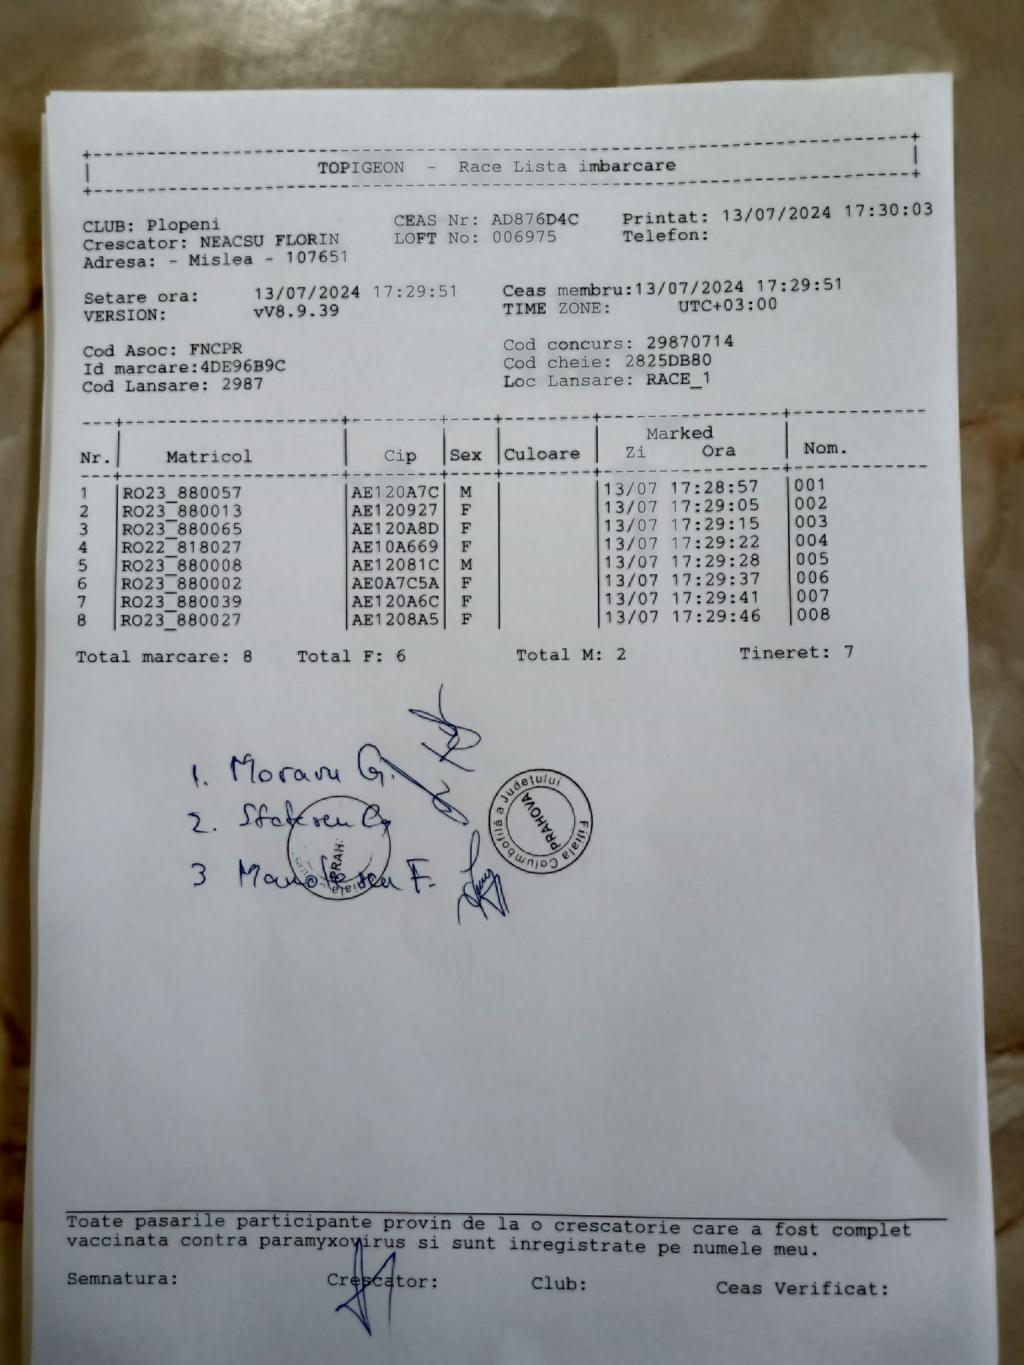 TOPIGEON - Race Lista imbarcare
CLUB: Plopeni CEAS Nr: AD876D4C Printat: 13/07/2024 17:30:03
Crescator: NEACSU FLORIN LOFT No: 006975 Telefon:
Adresa: - Mislea - 107651
Setare ora: 13/07/2024 17:29:51 Ceas membru:13/07/2024 17:29:51
VERSION: vV8.9.39 TIME ZONE: UTC+03:00
Cod Asoc: FNCPR Cod concurs: 29870714
Id marcare:4DE96B9C Cod cheie: 2825DB80
Cod Lansare: 2987 Loc Lansare: RACE_1
Marked
Nr. Matricol Cip Sex Culoare Zi Ora Nom.
1 RO23_880057 AE120A7C M 13/07 17:28:57 001
2 RO23_880013 AE120927 F 13/07 17:29:05 002
3 RO23_880065 AE120A8D F 13/07 17:29:15 003
4 RO22_818027 AE10A669 F 13/07 17:29:22 004
5 RO23_880008 AE12081C M 13/07 17:29:28 005
6 RO23_880002 AE0A7C5A F 13/07 17:29:37 006
7 RO23_880039 AE120A6C F 13/07 17:29:41 007
8 RO23_880027 AE1208A5 F 13/07 17:29:46 008
Total marcare: 8 Total F: 6 Total M: 2 Tineret: 7
1. Moraru G.
2.
3 F.
Filiala Columbofilă a Județului
PRAHOVA
Toate pasarile participante provin de la o crescatorie care a fost complet
vaccinata contra paramyxovirus si sunt inregistrate pe numele meu.
Semnatura: Crescator: Club: Ceas Verificat: